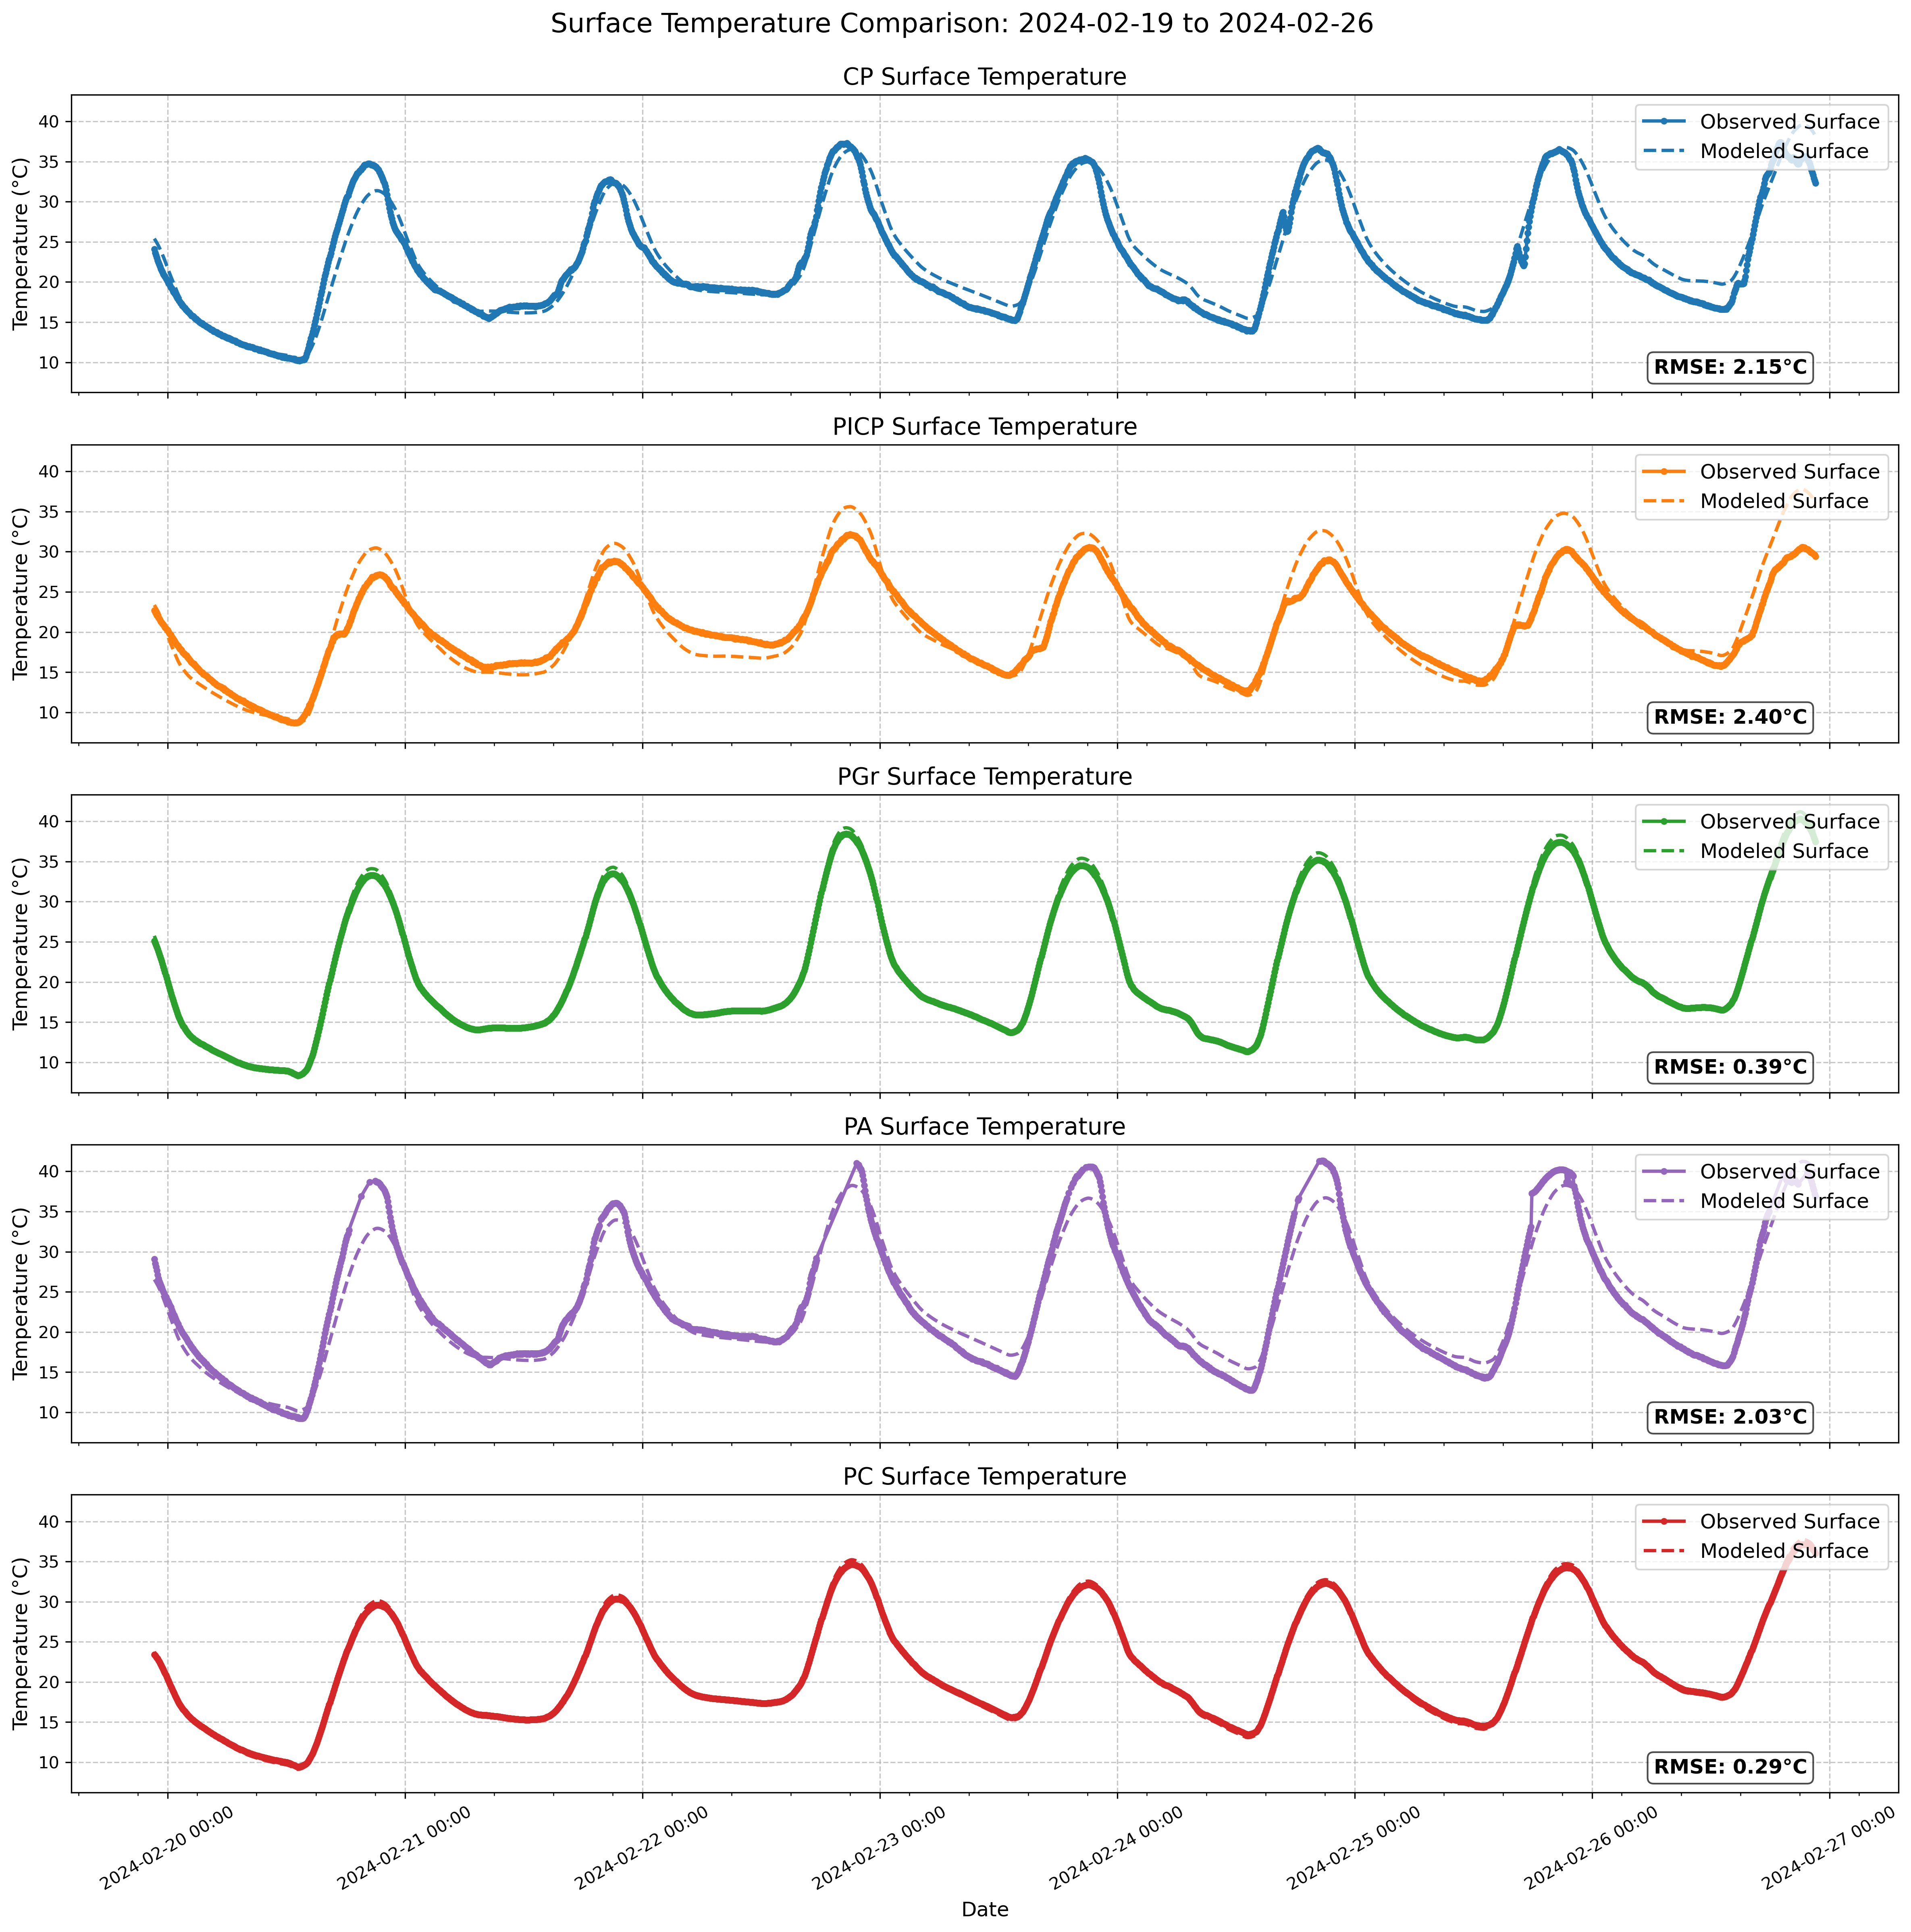 Surface Temperature Comparison: 2024-02-19 to 2024-02-26
CP Surface Temperature
Temperature (°C)
40
35
30
25
20
15
10
Observed Surface
Modeled Surface
RMSE: 2.15°C
PICP Surface Temperature
Temperature (°C)
40
35
30
25
20
15
10
Observed Surface
Modeled Surface
RMSE: 2.40°C
PGr Surface Temperature
Temperature (°C)
40
35
30
25
20
15
10
Observed Surface
Modeled Surface
RMSE: 0.39°C
PA Surface Temperature
Temperature (°C)
40
35
30
25
20
15
10
Observed Surface
Modeled Surface
RMSE: 2.03°C
PC Surface Temperature
Temperature (°C)
40
35
30
25
20
15
10
Observed Surface
Modeled Surface
RMSE: 0.29°C
2024-02-20 00:00
2024-02-21 00:00
2024-02-22 00:00
2024-02-23 00:00
2024-02-24 00:00
2024-02-25 00:00
2024-02-26 00:00
2024-02-27 00:00
Date